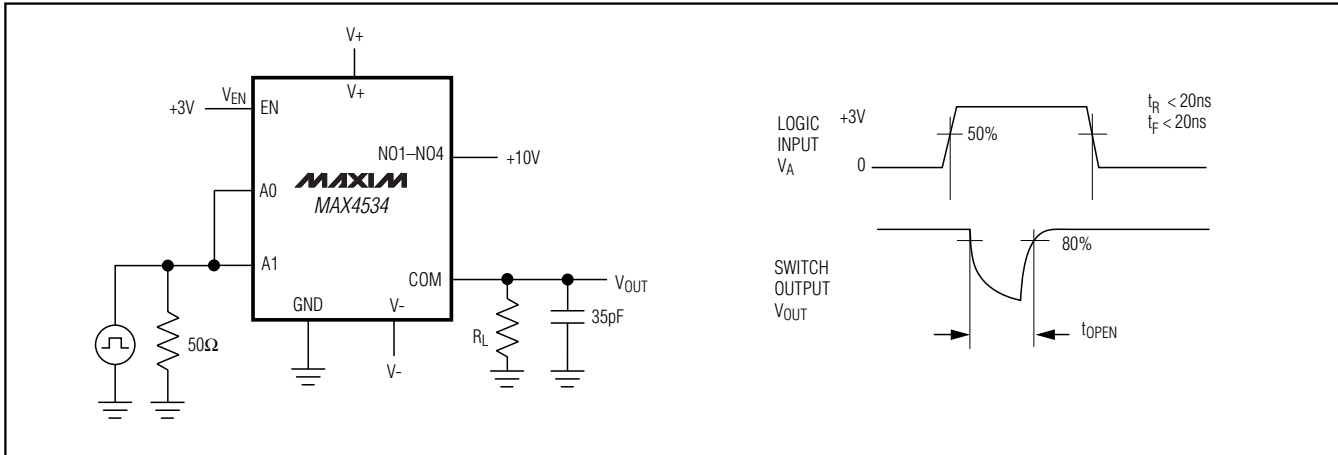 V+
V+
+3V
VEN
EN
NO1–NO4
+10V
MAXIM
MAX4534
A0
A1
COM
VOUT
GND
V-
V-
50Ω
RL
35pF
LOGIC
INPUT
VA
+3V
0
50%
tR < 20ns
tF < 20ns
SWITCH
OUTPUT
VOUT
80%
tOPEN